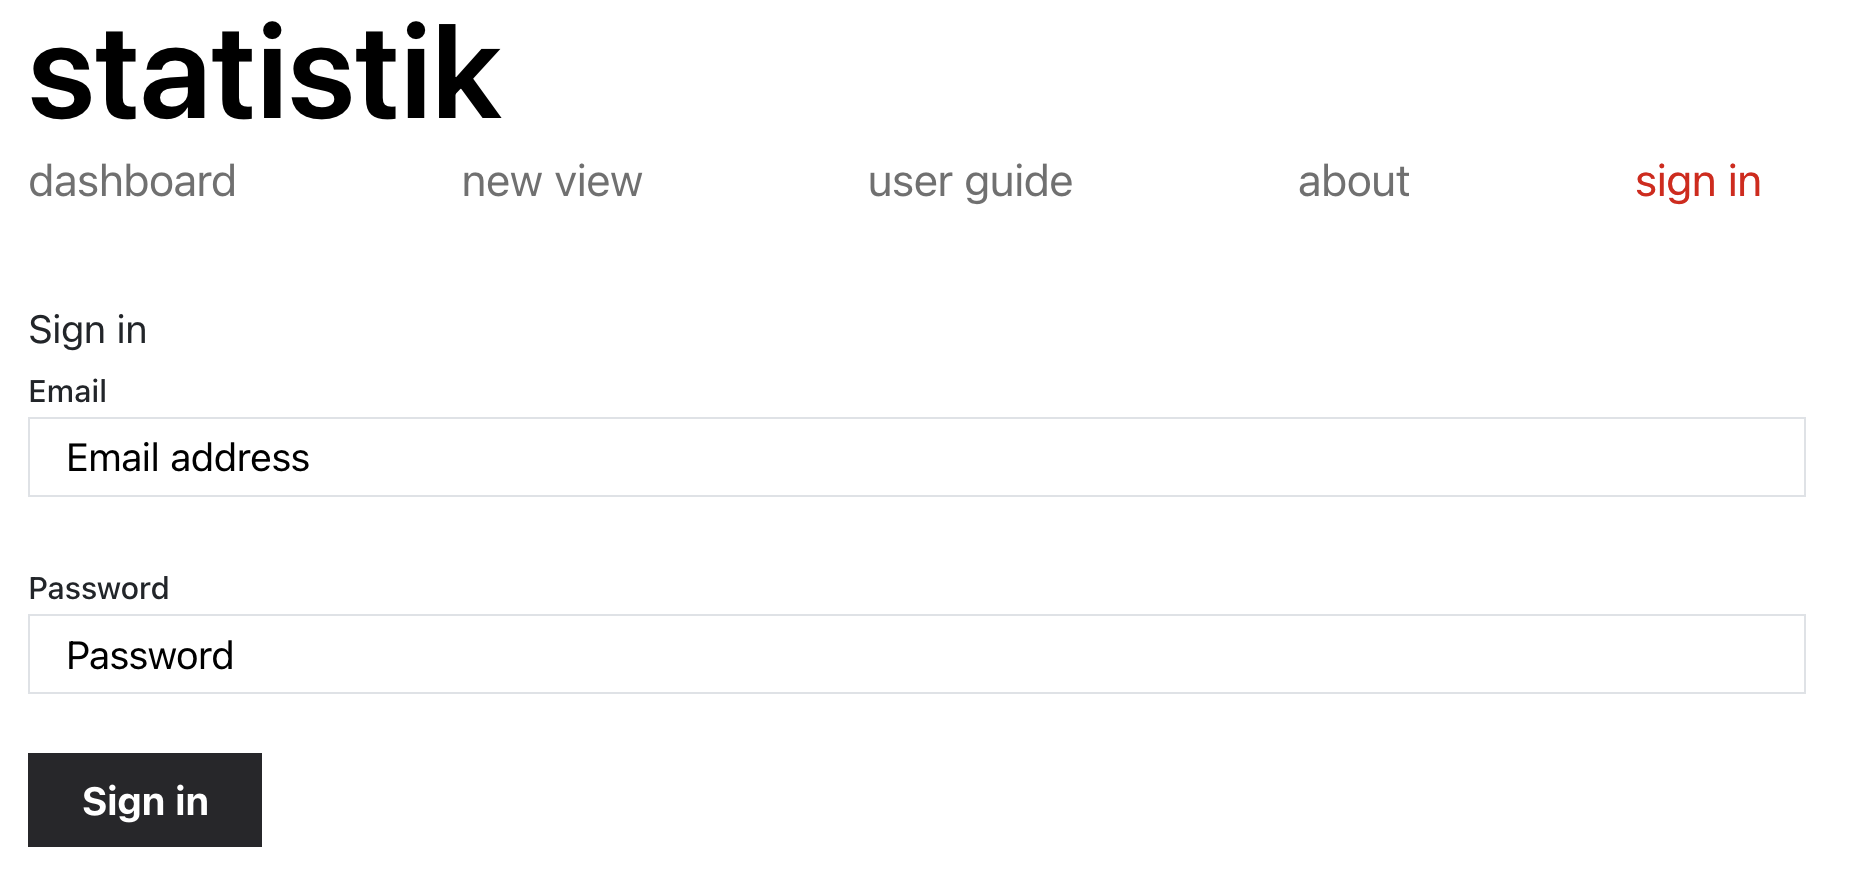 statistik
dashboard new view user guide about sign in
Sign in
Email
Email address
Password
Password
Sign in